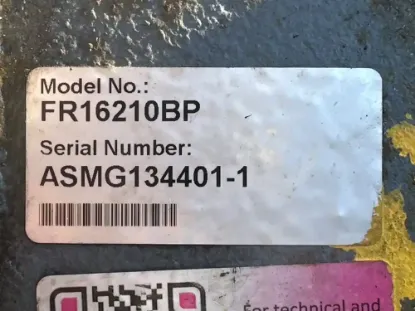 Model No.:
FR16210BP
Serial Number:
ASMG134401-1
For technical and